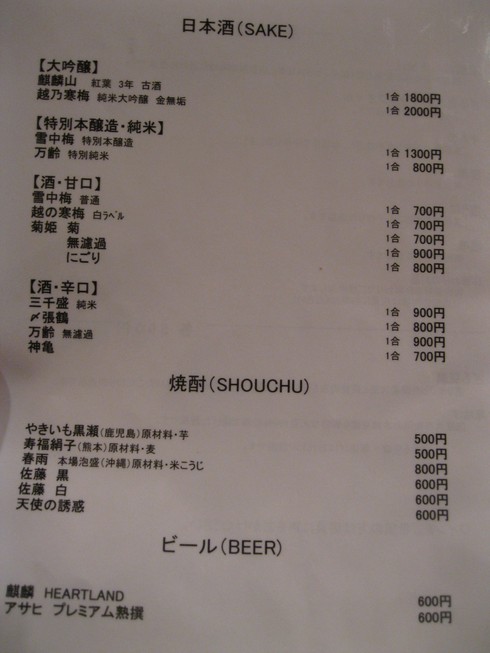 日本酒(SAKE)
【大吟醸】
麒麟山 紅葉 3年 古酒 1合 1800円
越乃寒梅 純米大吟醸 金無垢 1合 2000円
【特別本醸造・純米】
雪中梅 特別本醸造 1合 1300円
万齢 特別純米 1合 800円
【酒・甘口】
雪中梅 普通 1合 700円
越の寒梅 白ラベル 1合 700円
菊姫 菊 1合 700円
無濾過 1合 900円
にごり 1合 800円
【酒・辛口】
三千盛 純米 1合 900円
〆張鶴 1合 800円
万齢 無濾過 1合 900円
神亀 1合 700円
焼酎(SHOUCHU)
やきいも黒瀬(鹿児島)原材料・芋 500円
寿福絹子(熊本)原材料・麦 500円
春雨 本場泡盛(沖縄)原材料・米こうじ 800円
佐藤 黒 600円
佐藤 白 600円
天使の誘惑 600円
ビール(BEER)
麒麟 HEARTLAND 600円
アサヒ プレミアム熟撰 600円